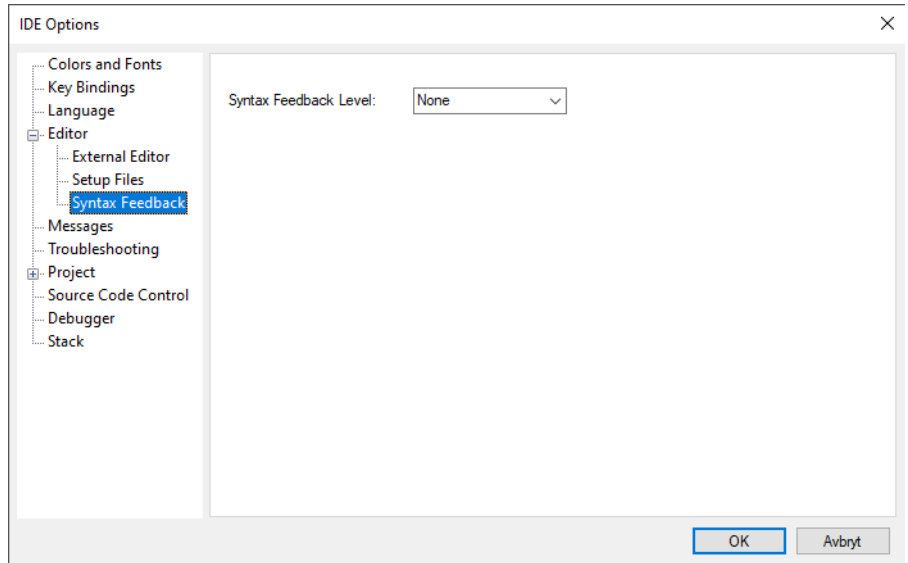 IDE Options
Colors and Fonts
Key Bindings
Language
Editor
External Editor
Setup Files
Syntax Feedback
Messages
Troubleshooting
Project
Source Code Control
Debugger
Stack
Syntax Feedback Level: None
OK Avbryt